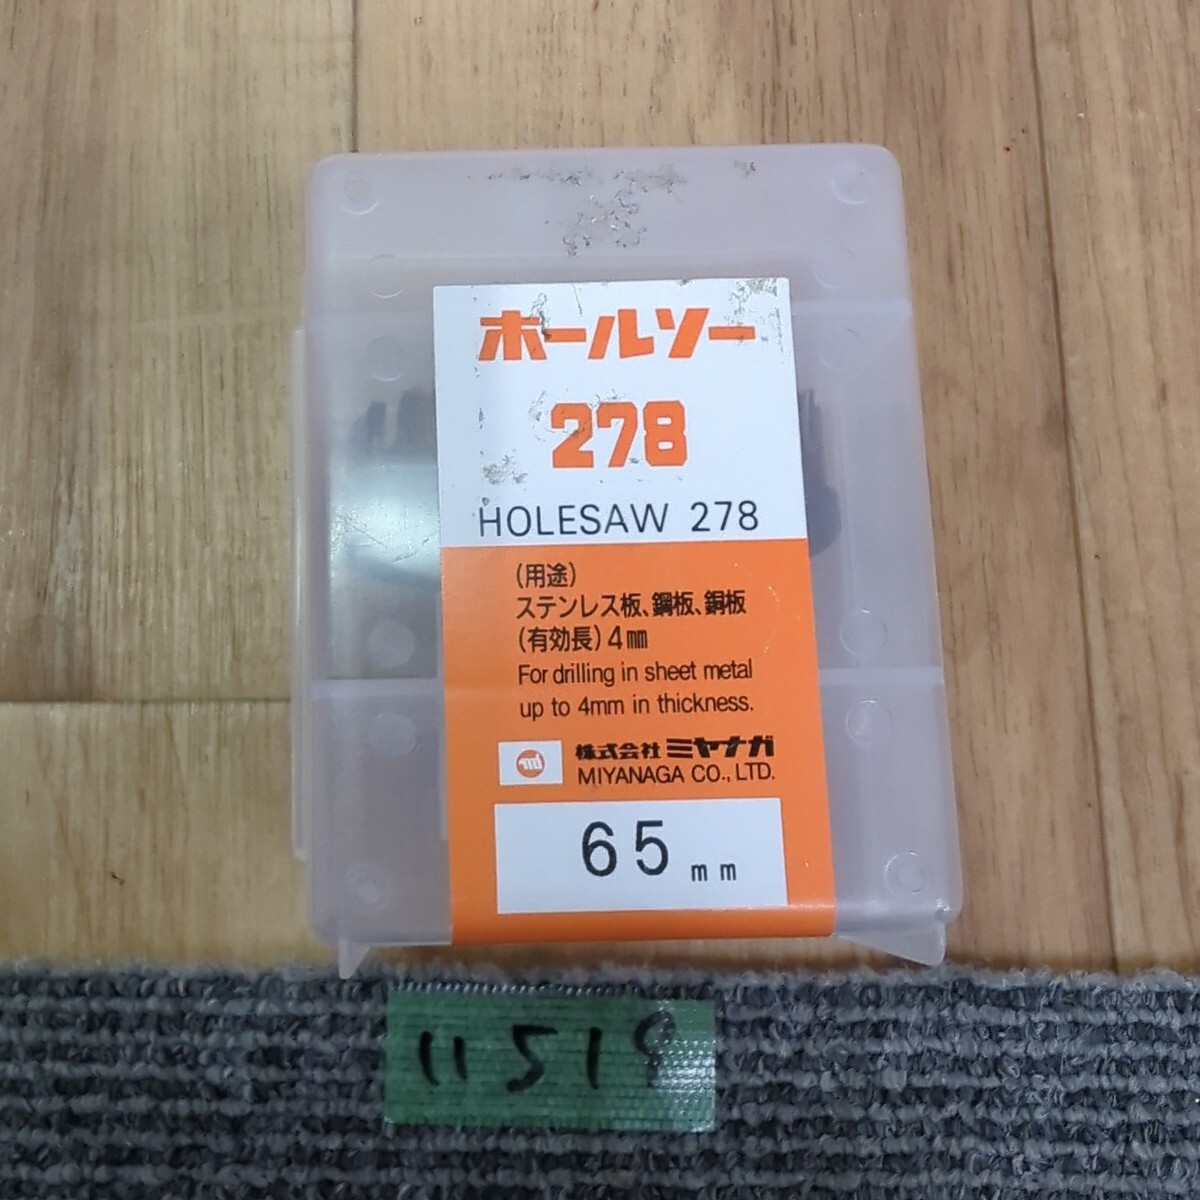 ホールソー
278
HOLESAW 278
(用途)
ステンレス板、鋼板、銅板
(有効長)4㎜
For drilling in sheet metal
up to 4mm in thickness.
株式会社ミヤナガ
MIYANAGA CO., LTD.
65 mm
11519